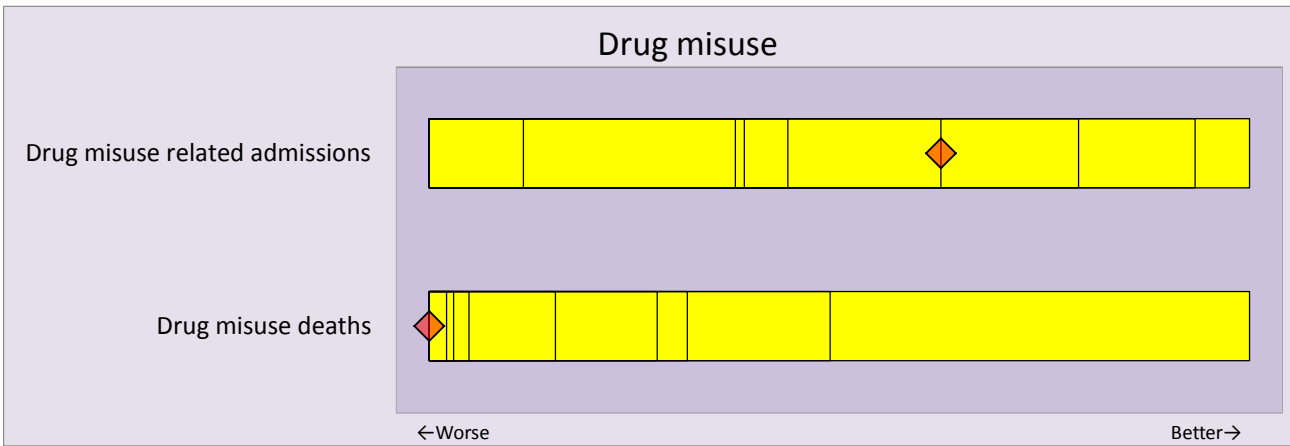 Drug misuse
Drug misuse related admissions
Drug misuse deaths
←Worse
Better→